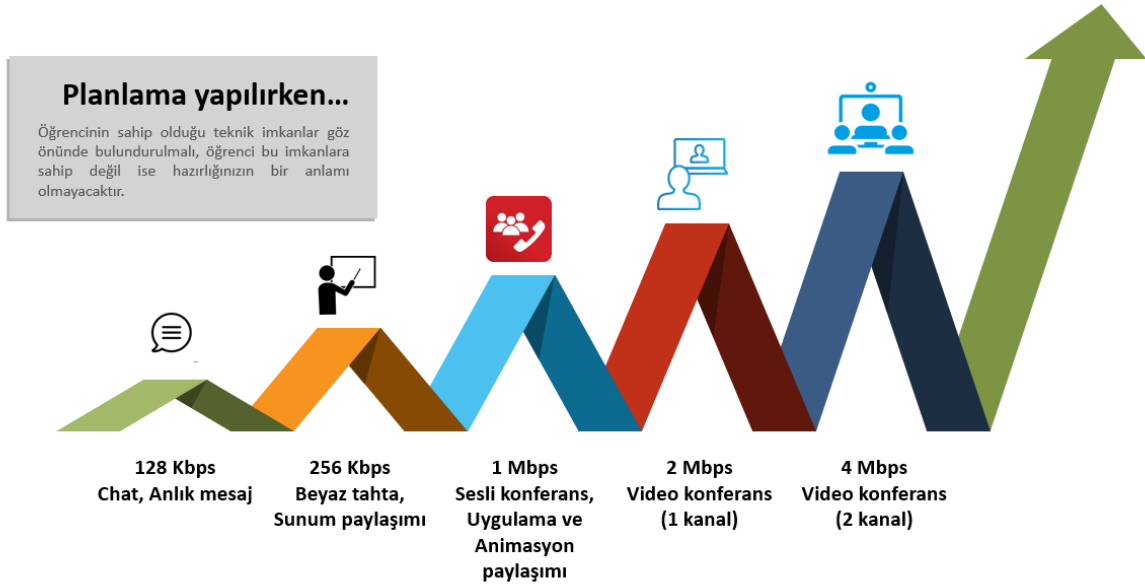 Planlama yapılırken...
Öğrencinin sahip olduğu teknik imkanlar göz
önünde bulundurulmalı, öğrenci bu imkanlara
sahip değil ise hazırlığınızın bir anlamı
olmayacaktır.
128 Kbps
Chat, Anlık mesaj
256 Kbps
Beyaz tahta,
Sunum paylaşımı
1 Mbps
Sesli konferans,
Uygulama ve
Animasyon
paylaşımı
2 Mbps
Video konferans
(1 kanal)
4 Mbps
Video konferans
(2 kanal)